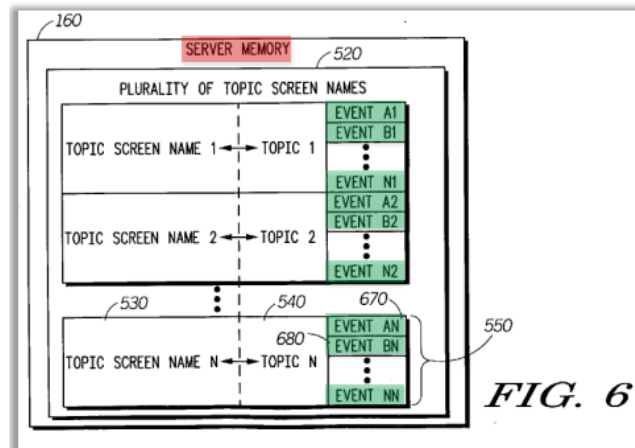 160
SERVER MEMORY
520
PLURALITY OF TOPIC SCREEN NAMES
TOPIC SCREEN NAME 1 TOPIC 1
EVENT A1
EVENT B1
EVENT N1
TOPIC SCREEN NAME 2 TOPIC 2
EVENT A2
EVENT B2
EVENT N2
530 540 670
TOPIC SCREEN NAME N TOPIC N
680
EVENT AN
EVENT BN
EVENT NN
550
FIG. 6